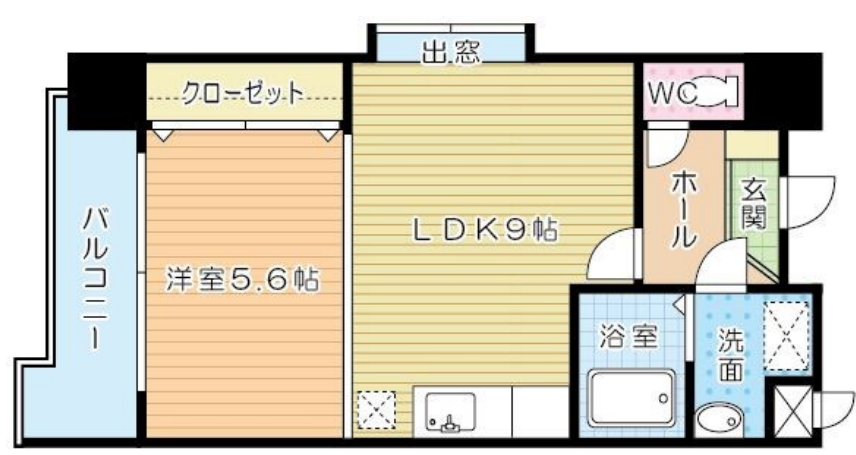 出窓
クローゼット
WC
バルコニー
ホール
玄関
LDK9帖
洋室5.6帖
浴室
洗面